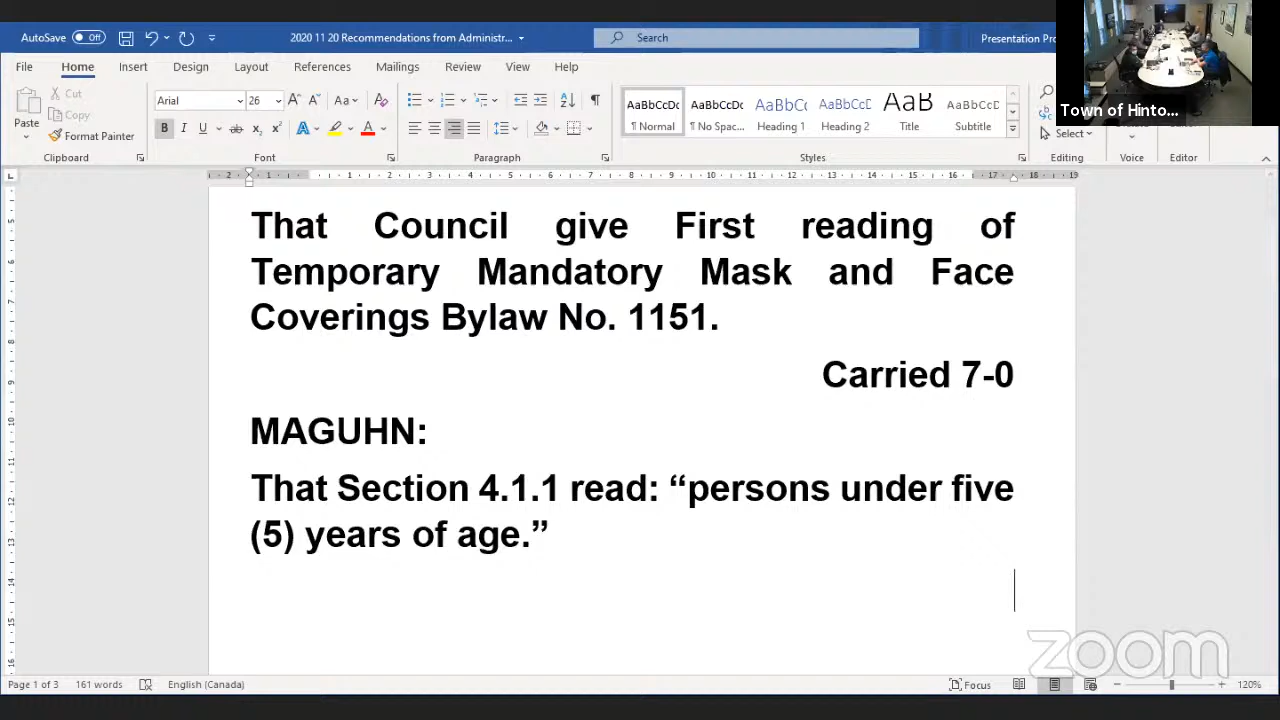 AutoSave Off
2020 11 20 Recommendations from Administr...
Search
Presentation Pro
File Home Insert Design Layout References Mailings Review View Help
Town of Hinto...
Paste
Cut
Copy
Format Painter
Clipboard
Arial 26
Font
Paragraph
AaBbCcDc AaBbCcDc AaBbCc AaBbCcD AaB AaBbCcD
¶ Normal ¶ No Spac... Heading 1 Heading 2 Title Subtitle
Styles
Select
Editing
Voice
Editor
That Council give First reading of
Temporary Mandatory Mask and Face
Coverings Bylaw No. 1151.
Carried 7-0
MAGUHN:
That Section 4.1.1 read: “persons under five
(5) years of age.”
zoom
Page 1 of 3 161 words English (Canada) Focus 120%